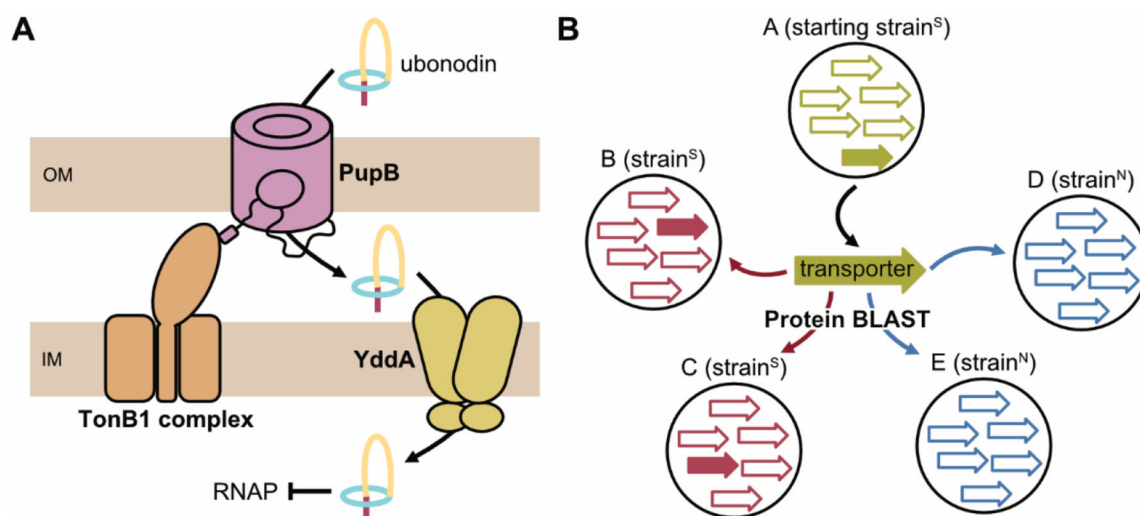 A
ubonodin
OM
PupB
IM
YddA
TonB1 complex
RNAP
B
A (starting strainˢ)
B (strainˢ)
D (strainᴺ)
transporter
Protein BLAST
C (strainˢ)
E (strainᴺ)